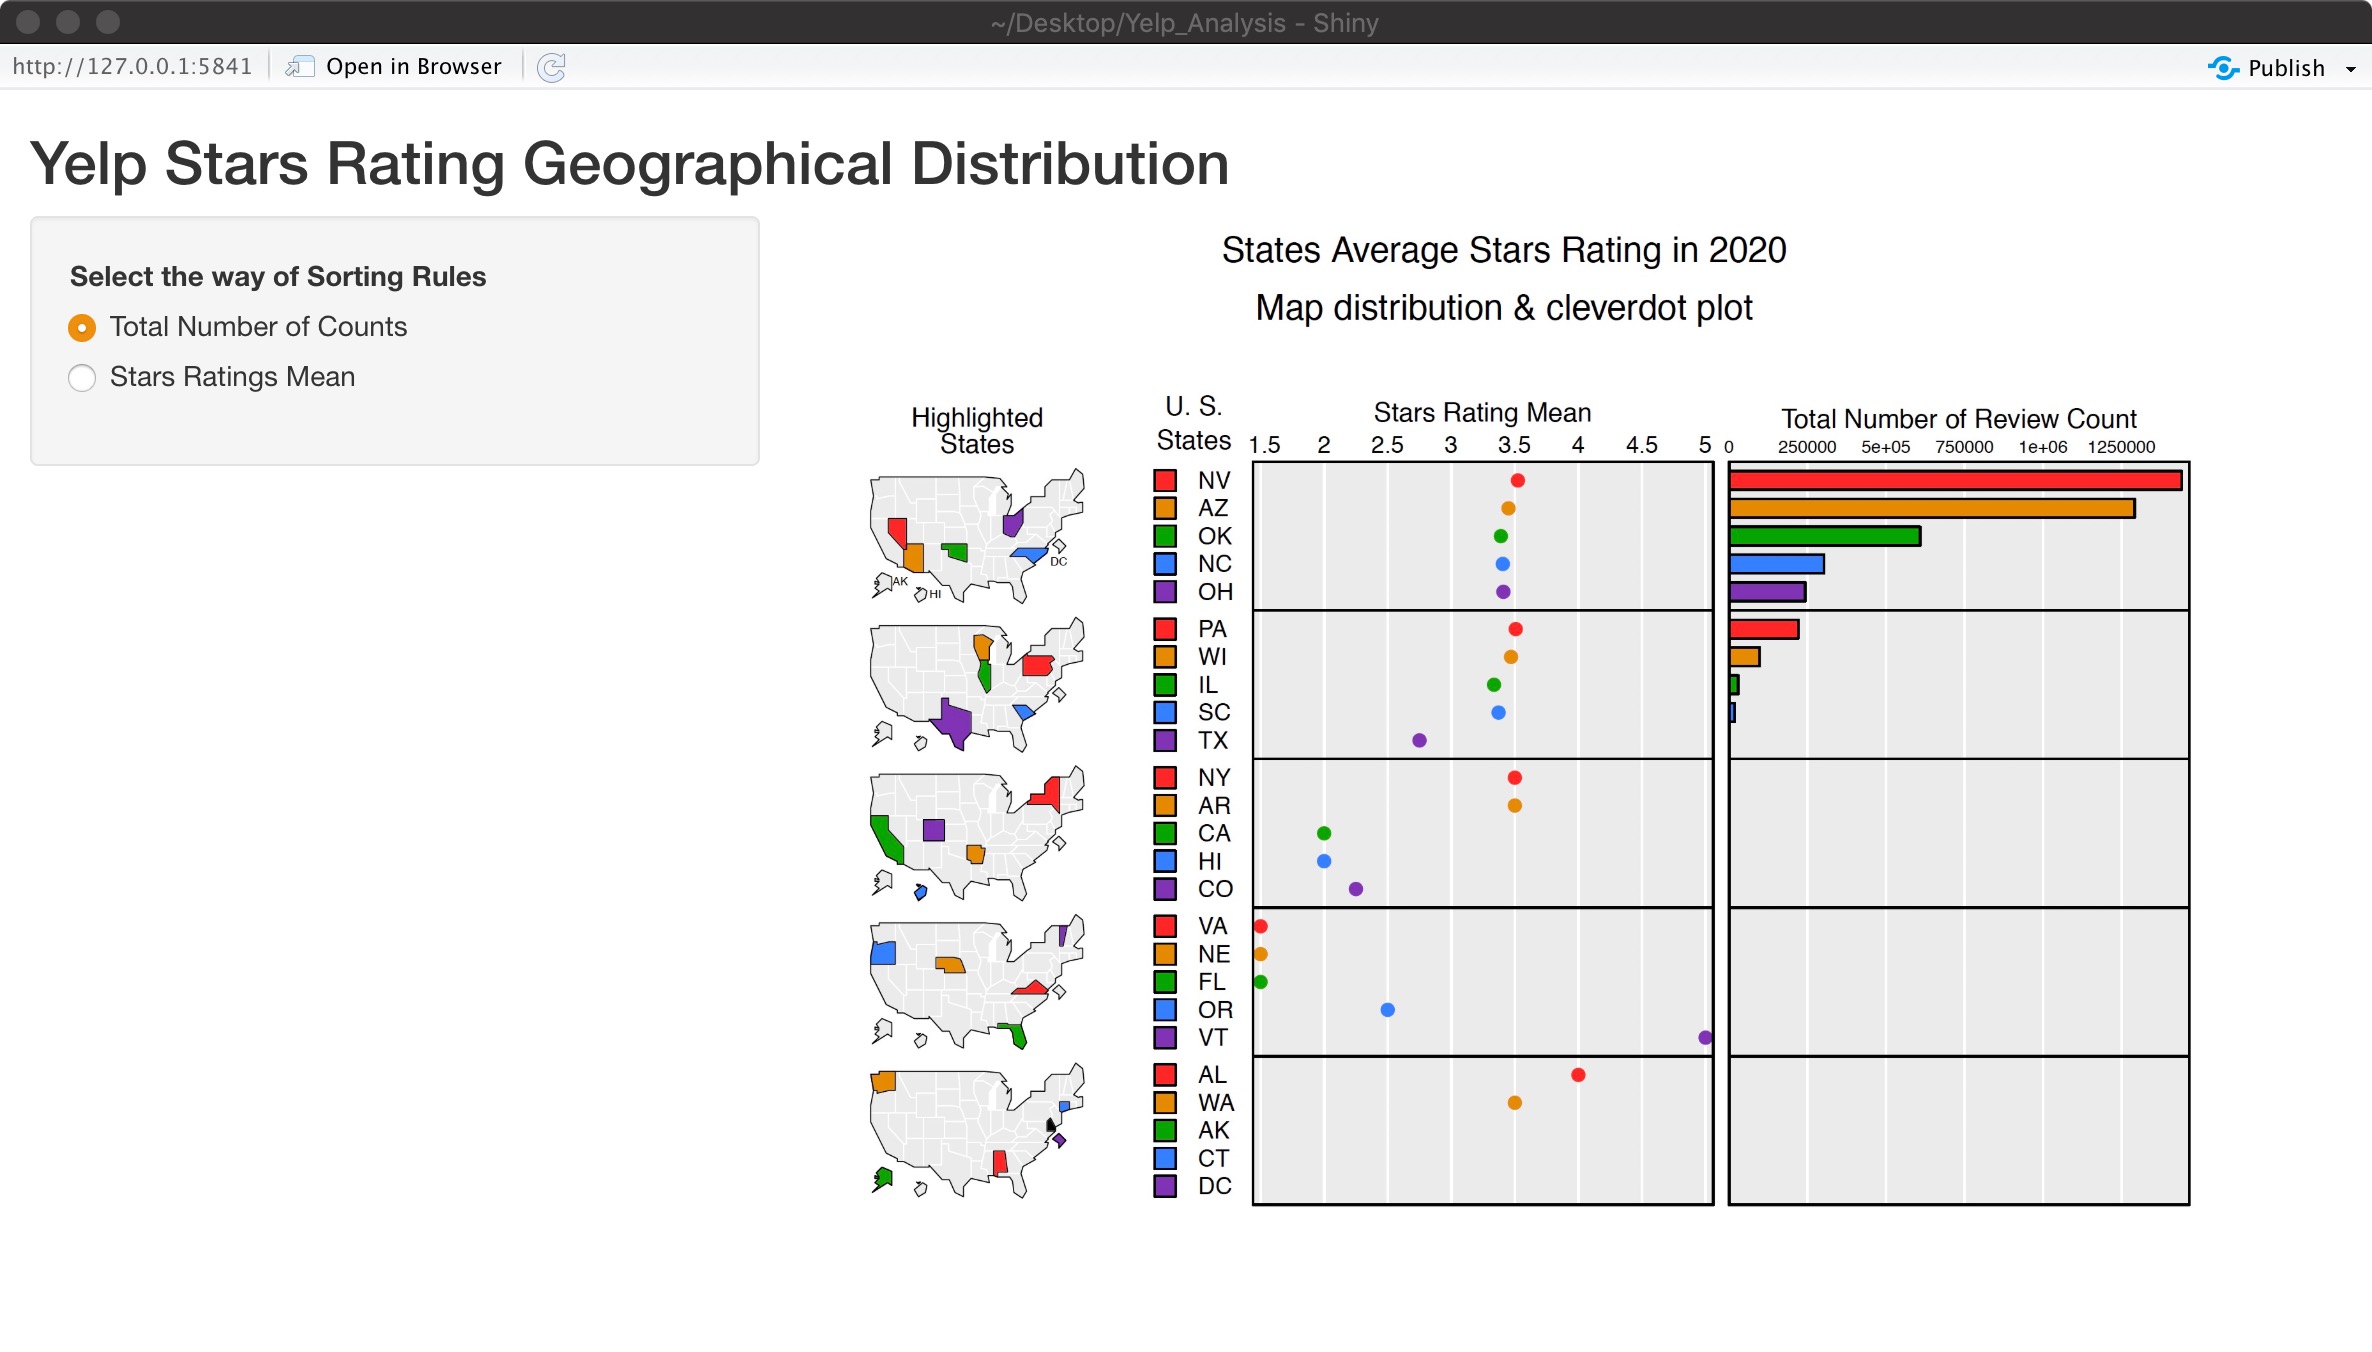 ~/Desktop/Yelp_Analysis - Shiny
http://127.0.0.1:5841 Open in Browser Publish
Yelp Stars Rating Geographical Distribution
Select the way of Sorting Rules
Total Number of Counts
Stars Ratings Mean
States Average Stars Rating in 2020
Map distribution & cleverdot plot
Highlighted
States
U. S.
States
Stars Rating Mean
1.5 2 2.5 3 3.5 4 4.5 5
Total Number of Review Count
0 250000 5e+05 750000 1e+06 1250000
NV
AZ
OK
NC
OH
DC
AK
HI
PA
WI
IL
SC
TX
NY
AR
CA
HI
CO
VA
NE
FL
OR
VT
AL
WA
AK
CT
DC